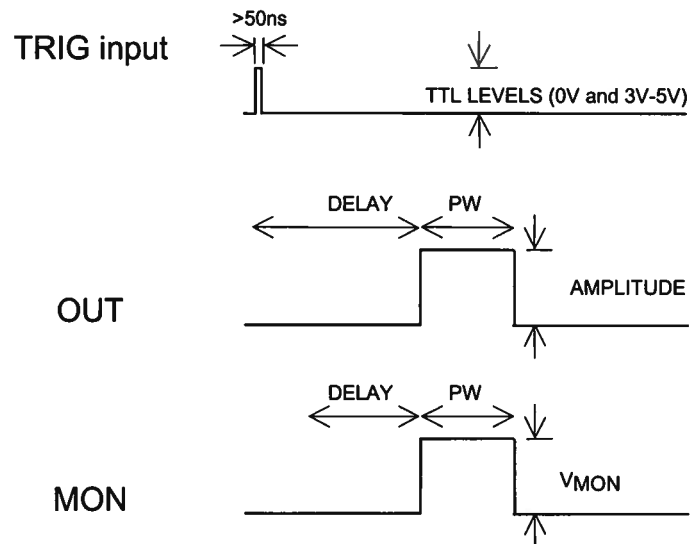 >50ns
TRIG input
TTL LEVELS (0V and 3V-5V)
DELAY
PW
AMPLITUDE
OUT
DELAY
PW
VMON
MON